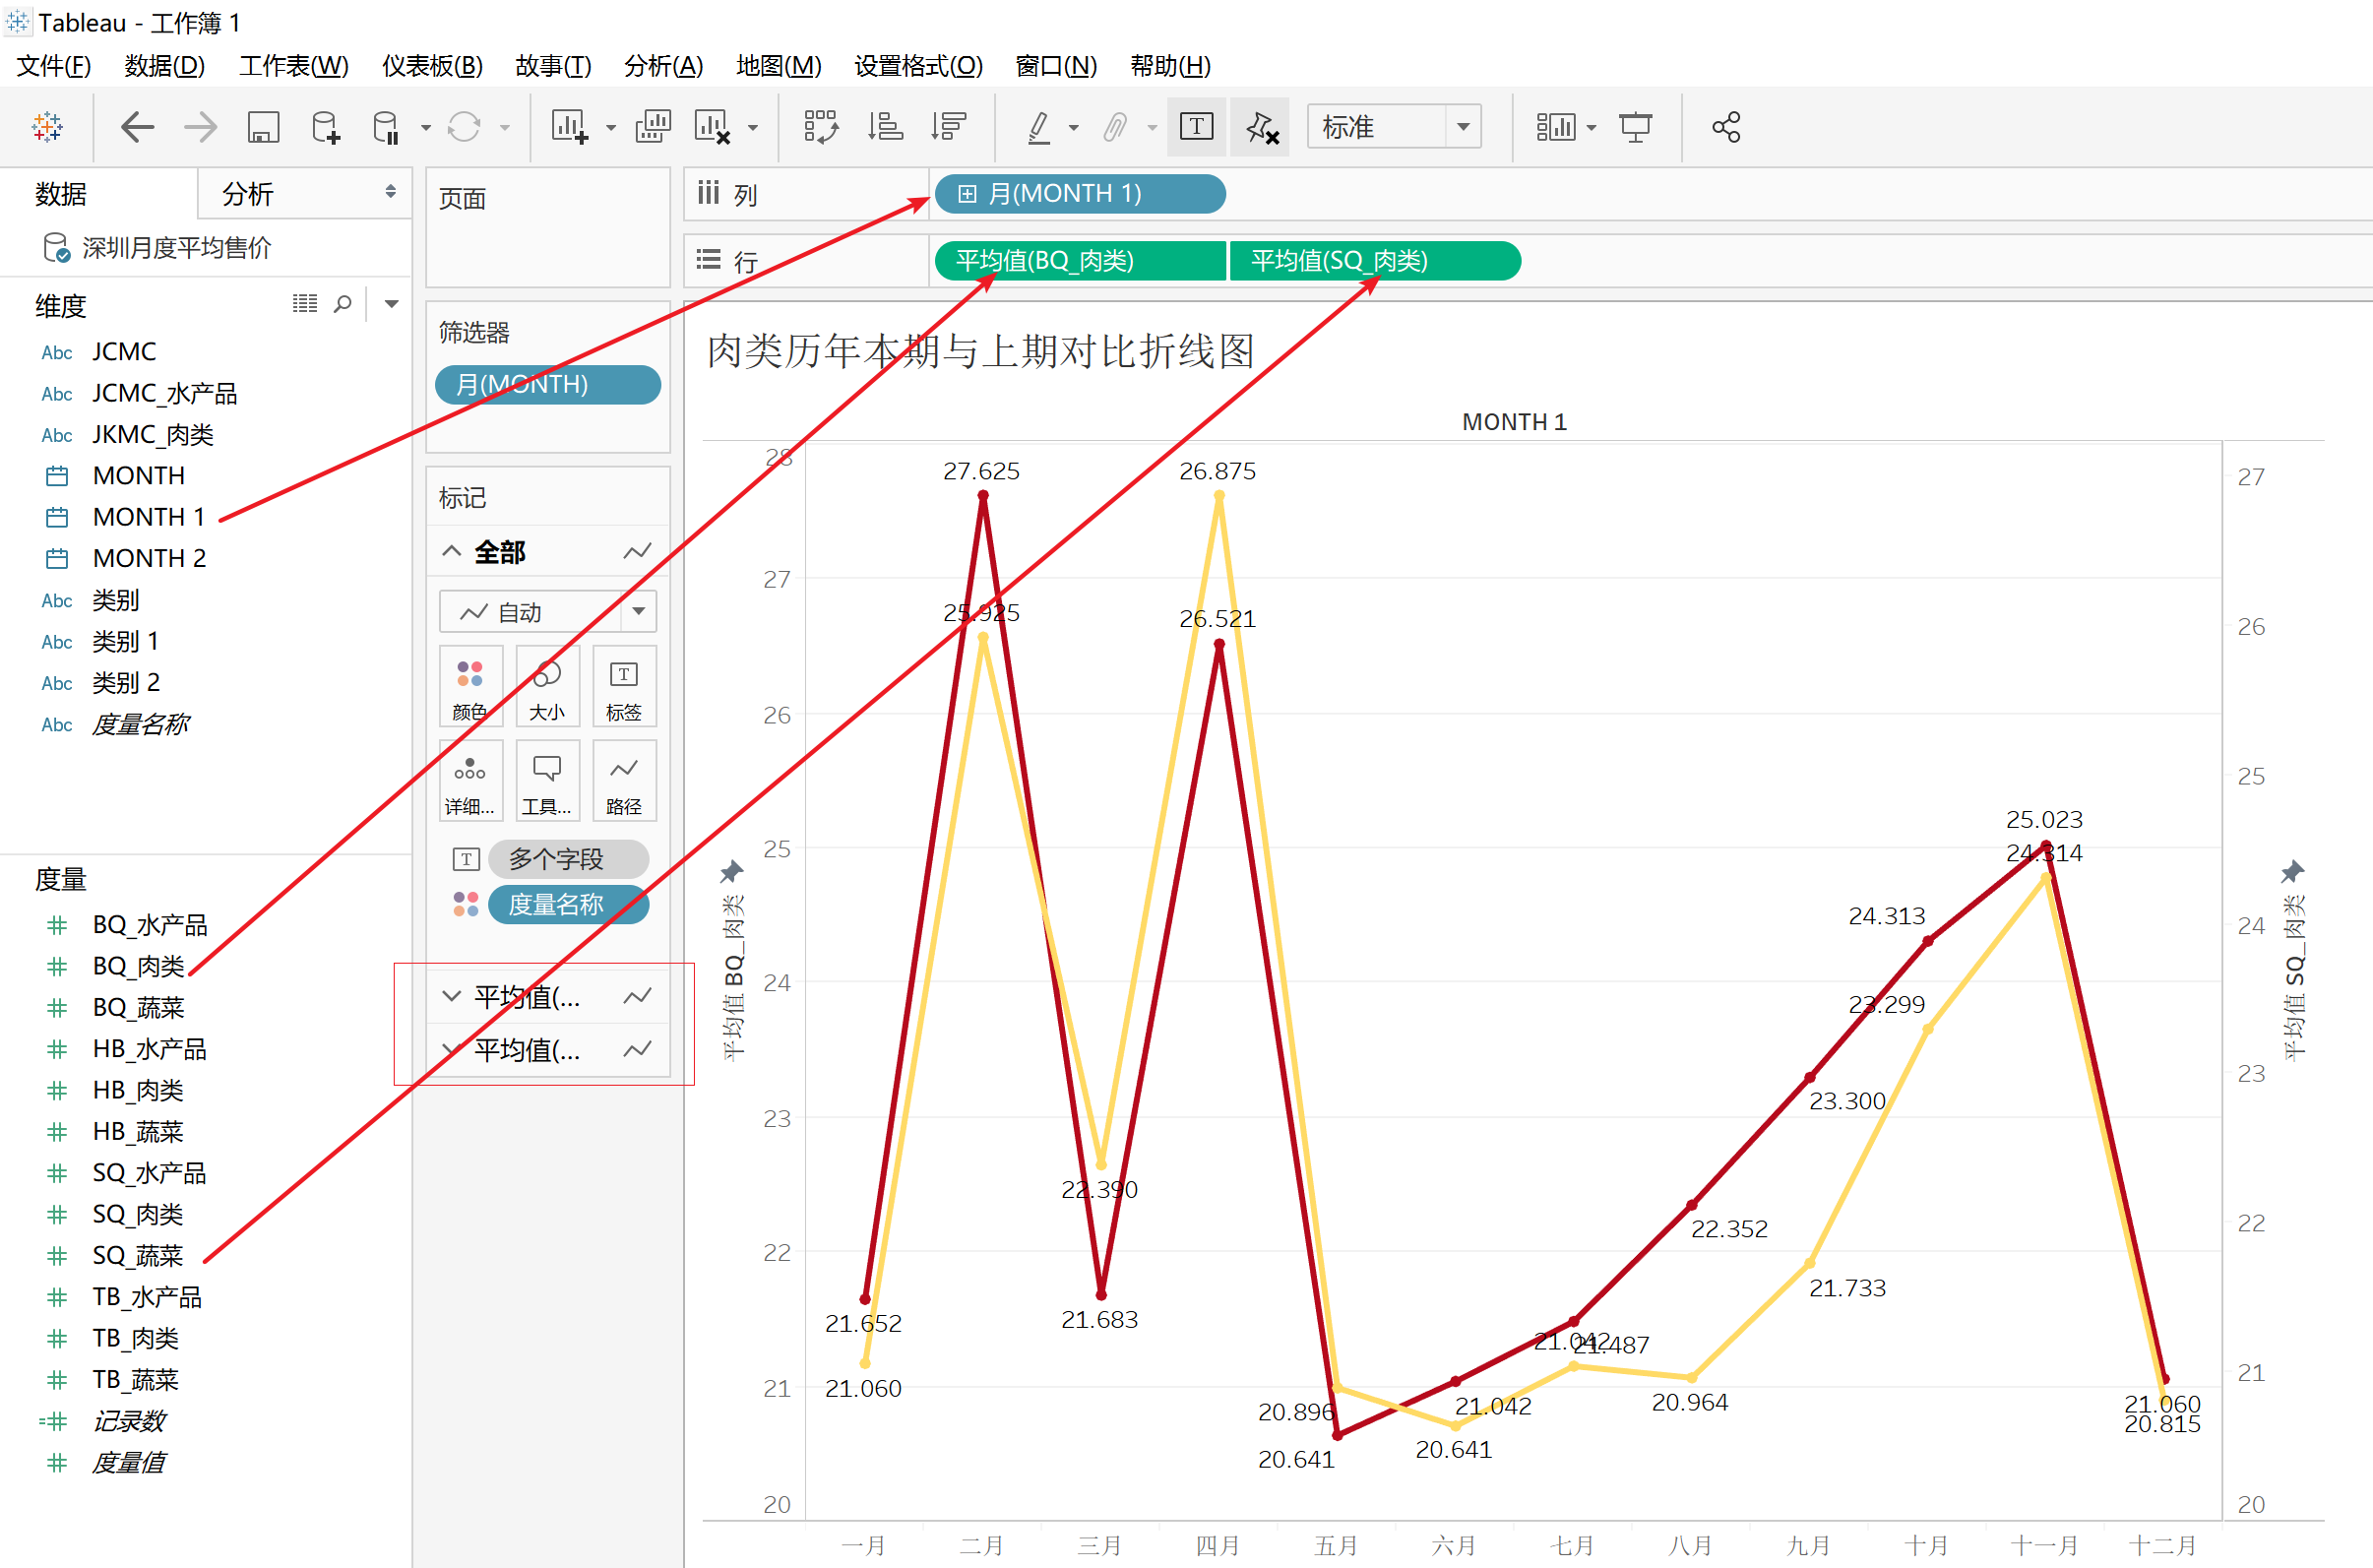 Tableau - 工作簿 1
文件(F) 数据(D) 工作表(W) 仪表板(B) 故事(T) 分析(A) 地图(M) 设置格式(O) 窗口(N) 帮助(H)
标准
数据 分析
深圳月度平均售价
维度
Abc JCMC
Abc JCMC_水产品
Abc JKMC_肉类
MONTH
MONTH 1
MONTH 2
Abc 类别
Abc 类别 1
Abc 类别 2
Abc 度量名称
度量
BQ_水产品
BQ_肉类
BQ_蔬菜
HB_水产品
HB_肉类
HB_蔬菜
SQ_水产品
SQ_肉类
SQ_蔬菜
TB_水产品
TB_肉类
TB_蔬菜
记录数
度量值
页面
筛选器
月(MONTH)
标记
全部
自动
颜色 大小 标签
详细... 工具... 路径
多个字段
度量名称
平均值(...
平均值(...
列 月(MONTH 1)
行 平均值(BQ_肉类) 平均值(SQ_肉类)
肉类历年本期与上期对比折线图
MONTH 1
平均值 BQ_肉类
28
27
26
25
24
23
22
21
20
27.625
26.875
25.925
26.521
25.023
24.314
24.313
23.299
23.300
22.390
22.352
21.733
21.652
21.683
21.042
21.487
21.060
20.896
21.042
20.964
21.060
20.815
20.641
20.641
27
26
25
24
23
22
21
20
平均值 SQ_肉类
一月 二月 三月 四月 五月 六月 七月 八月 九月 十月 十一月 十二月